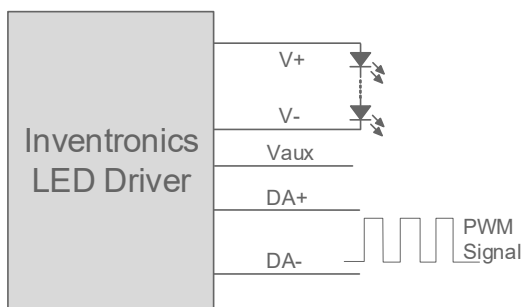 V+
V-
Inventronics
LED Driver
Vaux
DA+
PWM
Signal
DA-